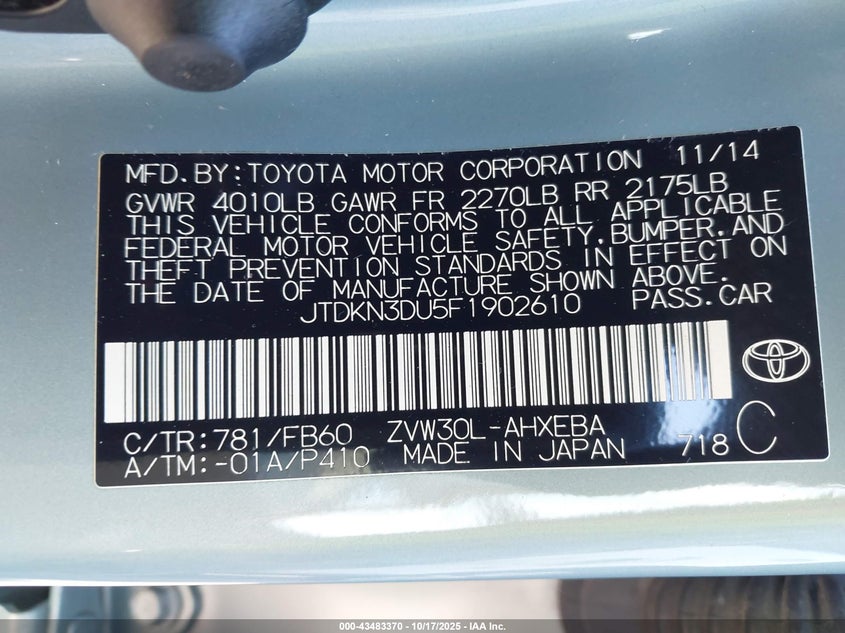 MFD. BY: TOYOTA MOTOR CORPORATION 11/14
GVWR 4010LB GAWR FR 2270LB RR 2175LB
THIS VEHICLE CONFORMS TO ALL APPLICABLE
FEDERAL MOTOR VEHICLE SAFETY, BUMPER, AND
THEFT PREVENTION STANDARDS IN EFFECT ON
THE DATE OF MANUFACTURE SHOWN ABOVE.
JTDKN3DU5F1902610 PASS. CAR
C/TR: 781/FB60 ZVW30L-AHXEBA
A/TM: -01A/P410 MADE IN JAPAN 718 C
000-43483370 - 10/17/2025 - IAA Inc.